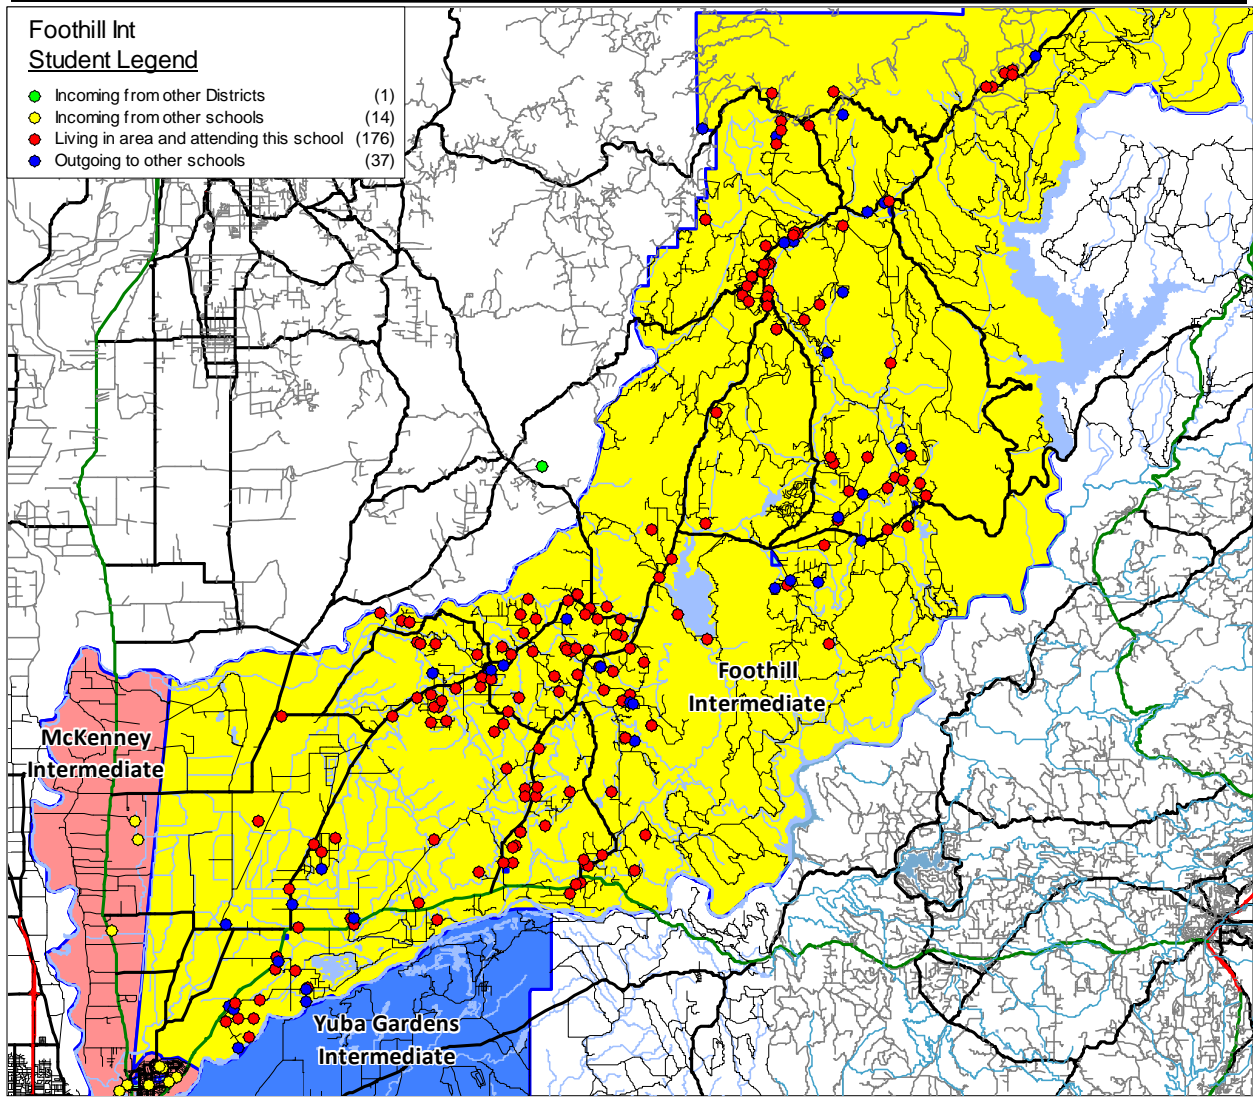 Foothill Int
Student Legend
Incoming from other Districts (1)
Incoming from other schools (14)
Living in area and attending this school (176)
Outgoing to other schools (37)
Foothill
Intermediate
McKenney
Intermediate
Yuba Gardens
Intermediate